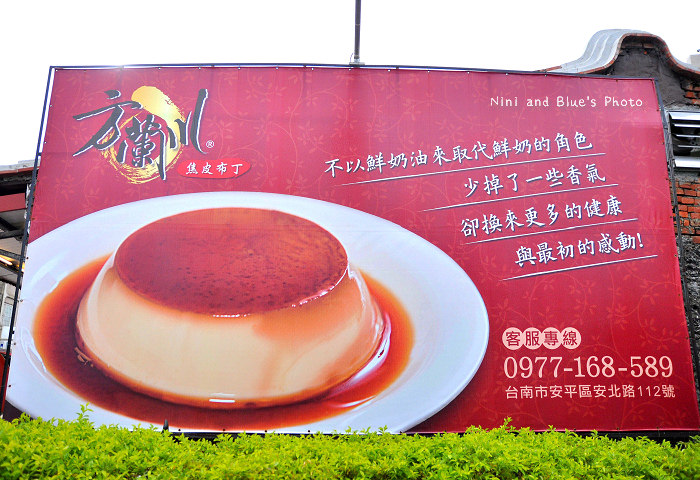 Nini and Blue's Photo
方蘭川®
焦皮布丁
不以鮮奶油來取代鮮奶的角色
少掉了一些香氣
卻換來更多的健康
與最初的感動!
客服專線
0977-168-589
台南市安平區安北路112號